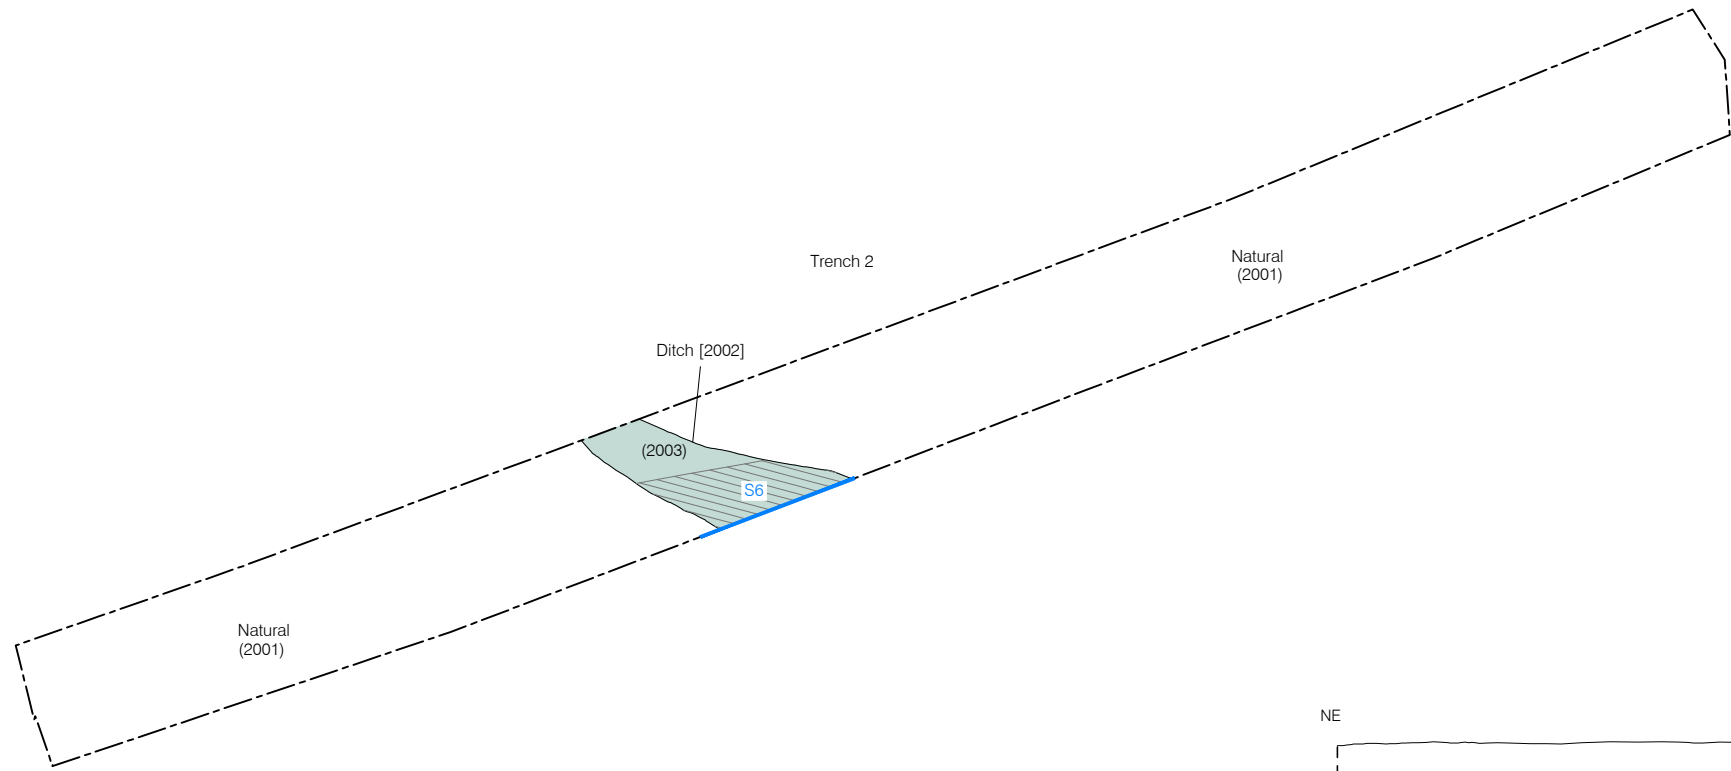 Trench 2
Natural
(2001)
Ditch [2002]
(2003)
S6
Natural
(2001)
NE